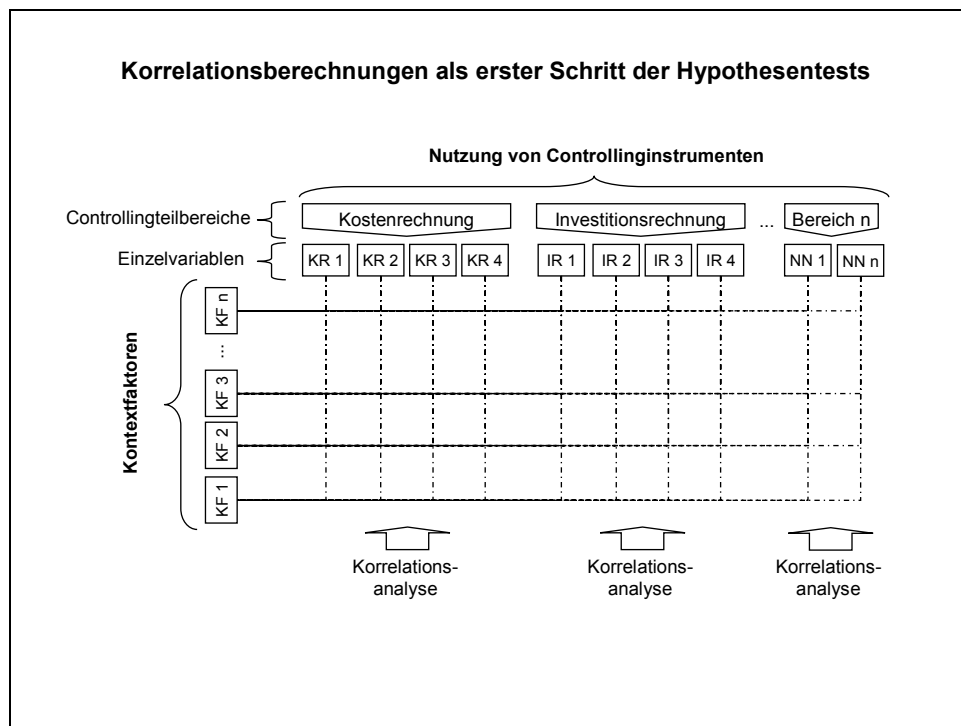 Korrelationsberechnungen als erster Schritt der Hypothesentests
Nutzung von Controllinginstrumenten
Controllingteilbereiche
Kostenrechnung
Investitionsrechnung
...
Bereich n
Einzelvariablen
KR 1
KR 2
KR 3
KR 4
IR 1
IR 2
IR 3
IR 4
NN 1
NN n
Kontextfaktoren
KF n
...
KF 3
KF 2
KF 1
Korrelations-
analyse
Korrelations-
analyse
Korrelations-
analyse